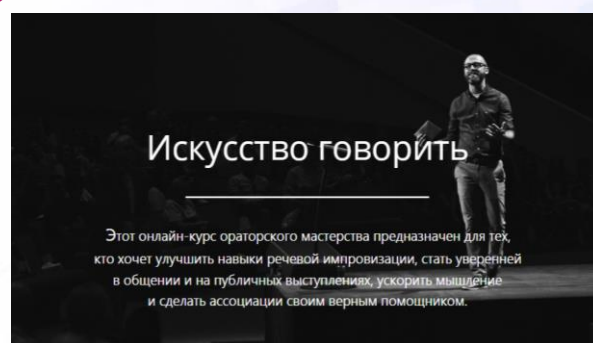 Искусство говорить
Этот онлайн-курс ораторского мастерства предназначен для тех,
кто хочет улучшить навыки речевой импровизации, стать уверенней
в общении и на публичных выступлениях, ускорить мышление
и сделать ассоциации своим верным помощником.